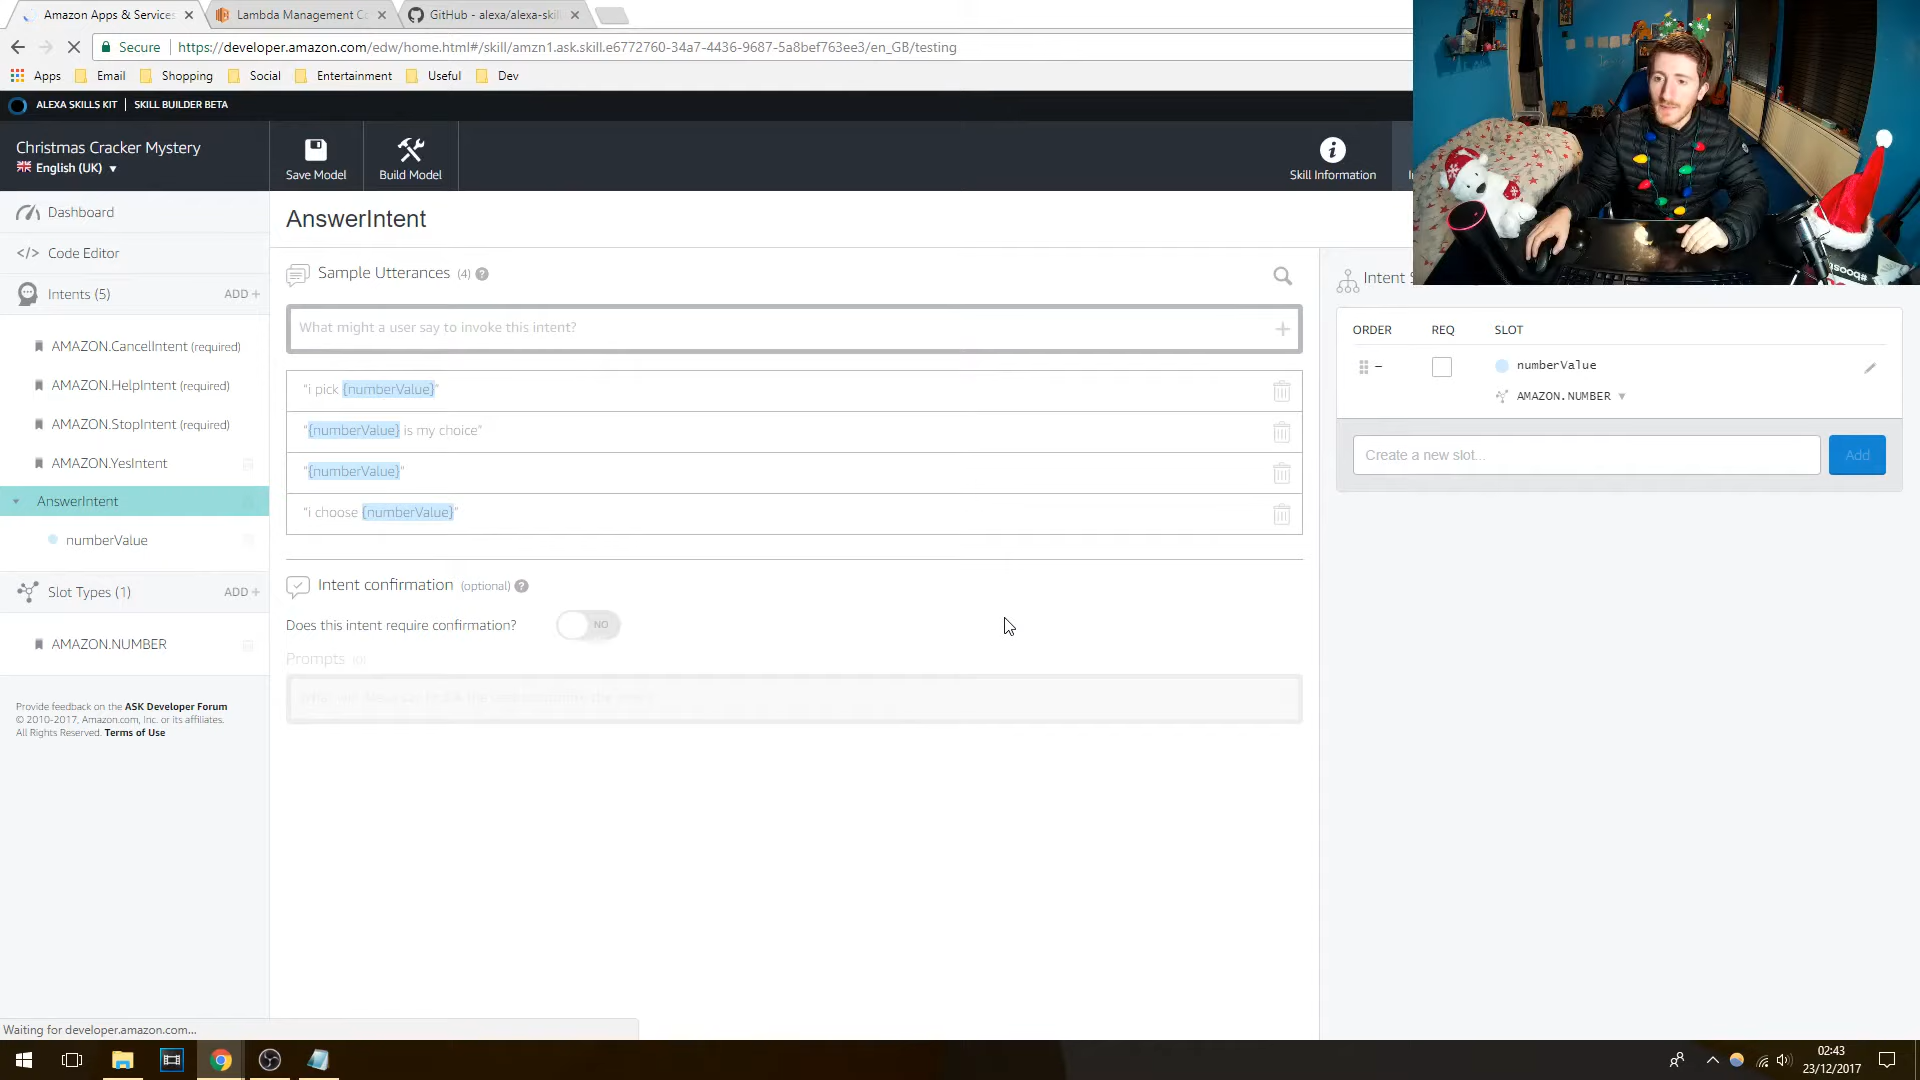 Amazon Apps & Services
Lambda Management Co
GitHub - alexa/alexa-skill
Secure
https://developer.amazon.com/edw/home.html#/skill/amzn1.ask.skill.e6772760-34a7-4436-9687-5a8bef763ee3/en_GB/testing
Apps
Email
Shopping
Social
Entertainment
Useful
Dev
ALEXA SKILLS KIT
SKILL BUILDER BETA
Christmas Cracker Mystery
English (UK)
Save Model
Build Model
Skill Information
Dashboard
Code Editor
Intents (5)
ADD +
AMAZON.CancelIntent (required)
AMAZON.HelpIntent (required)
AMAZON.StopIntent (required)
AMAZON.YesIntent
AnswerIntent
numberValue
Slot Types (1)
ADD +
AMAZON.NUMBER
Provide feedback on the ASK Developer Forum
© 2010-2017, Amazon.com, Inc. or its affiliates.
All Rights Reserved. Terms of Use
AnswerIntent
Sample Utterances (4)
What might a user say to invoke this intent?
"i pick {numberValue}"
"{numberValue} is my choice"
"{numberValue}"
"i choose {numberValue}"
Intent confirmation (optional)
Does this intent require confirmation?
NO
Prompts (0)
Intent S
ORDER
REQ
SLOT
numberValue
AMAZON.NUMBER
Create a new slot...
Add
Waiting for developer.amazon.com...
02:43
23/12/2017